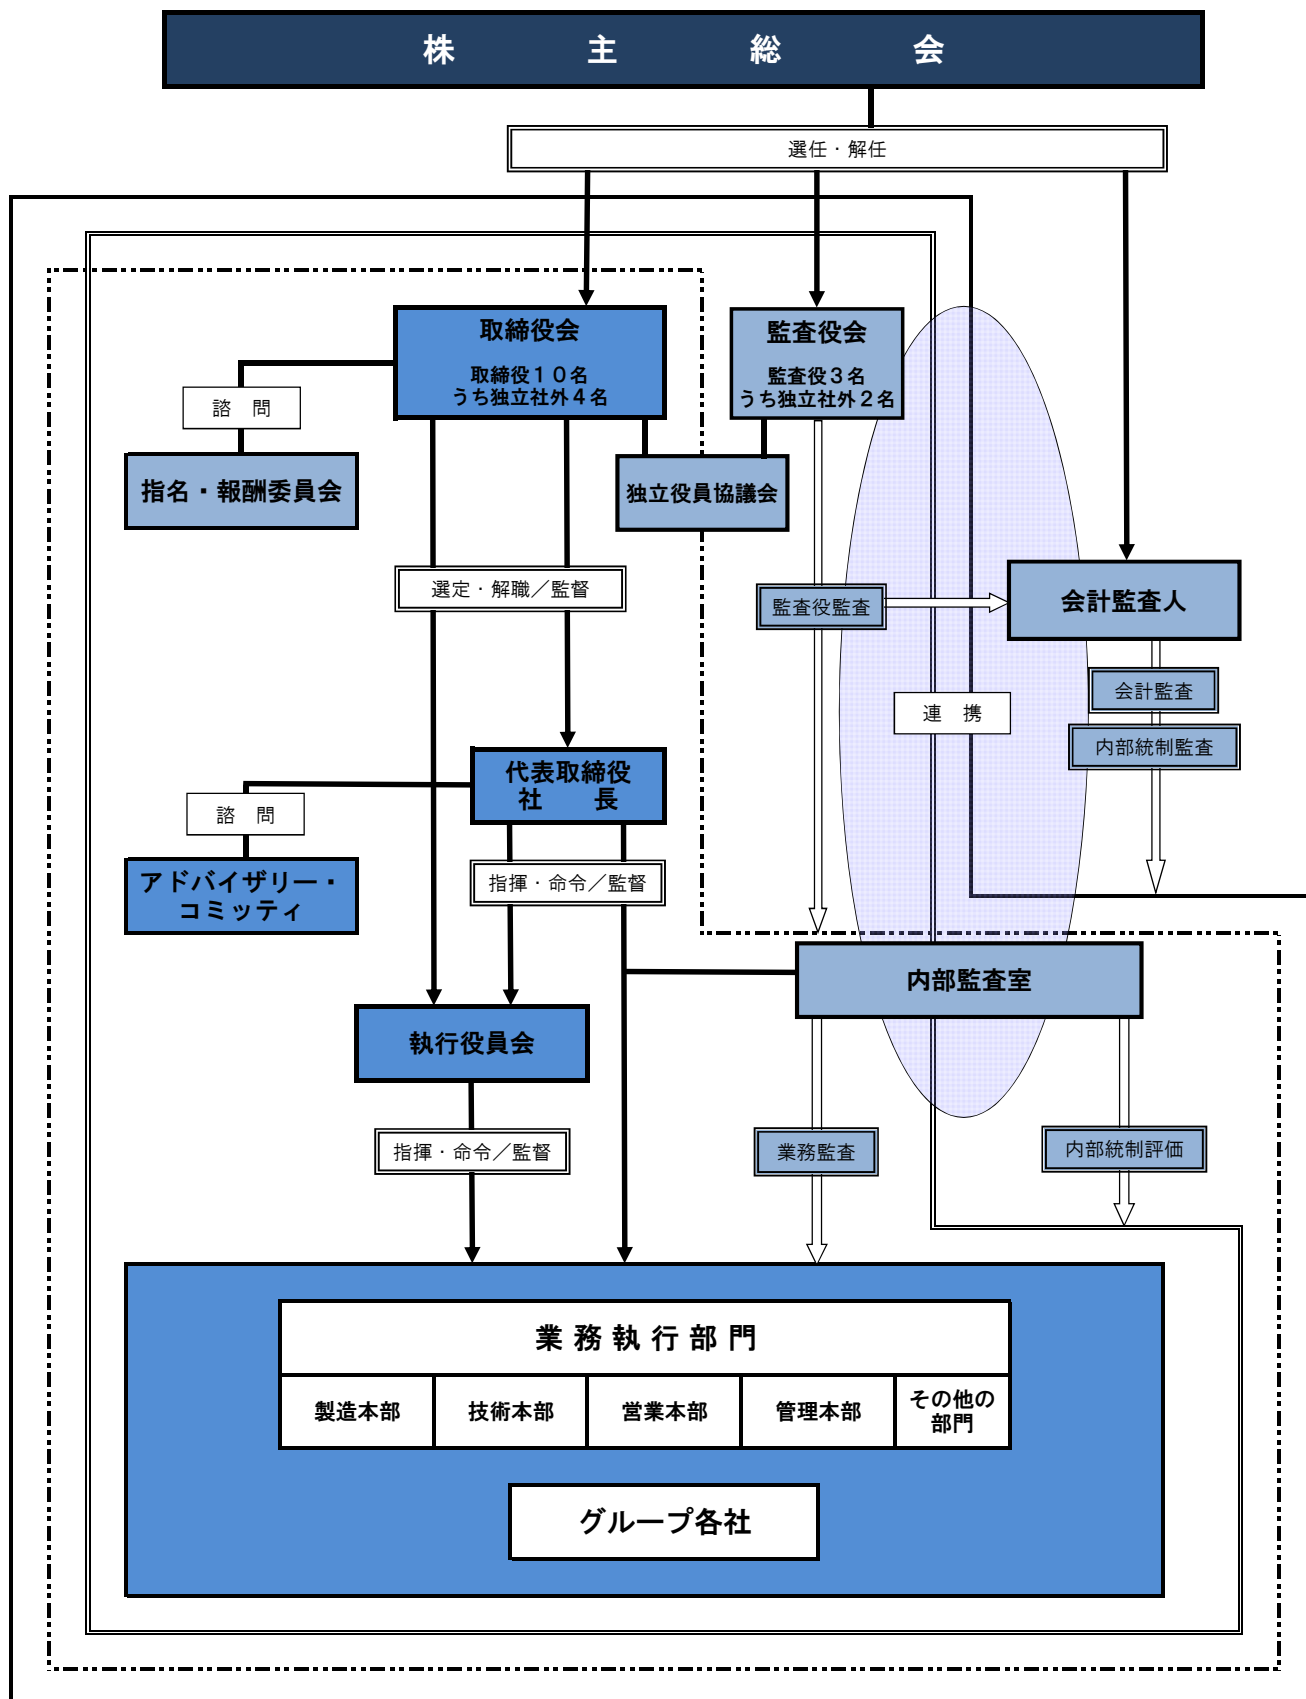 株主総会
選任・解任
取締役会
取締役１０名
うち独立社外４名
監査役会
監査役３名
うち独立社外２名
諮　問
指名・報酬委員会
独立役員協議会
選定・解職／監督
監査役監査
会計監査人
会計監査
連　携
内部統制監査
代表取締役
社　　長
諮　問
アドバイザリー・
コミッティ
指揮・命令／監督
内部監査室
執行役員会
指揮・命令／監督
業務監査
内部統制評価
業務執行部門
製造本部
技術本部
営業本部
管理本部
その他の
部門
グループ各社